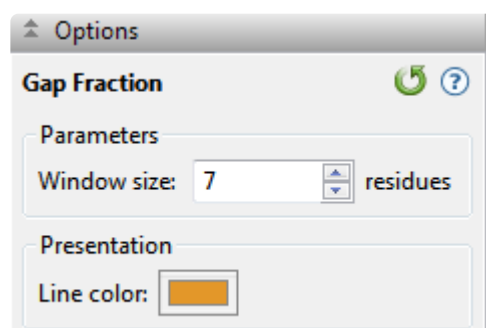 Options
Gap Fraction
Parameters
Window size: 7 residues
Presentation
Line color: